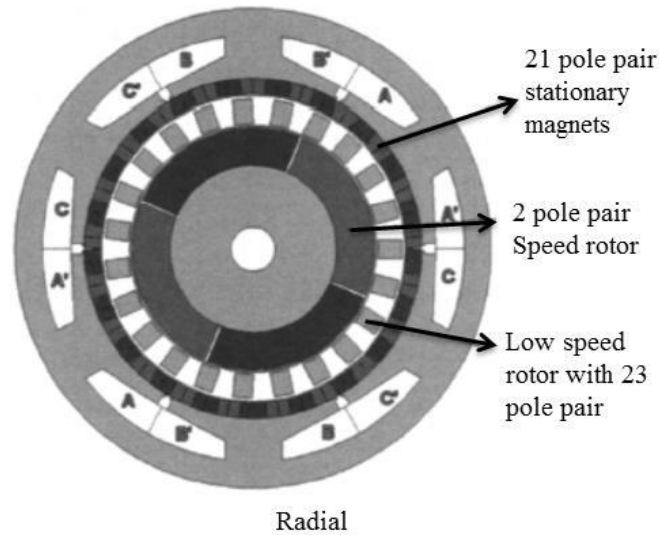 B
B'
C'
A
21 pole pair
stationary
magnets
C
A'
2 pole pair
Speed rotor
A'
C
Low speed
rotor with 23
pole pair
A
C'
B'
B
Radial